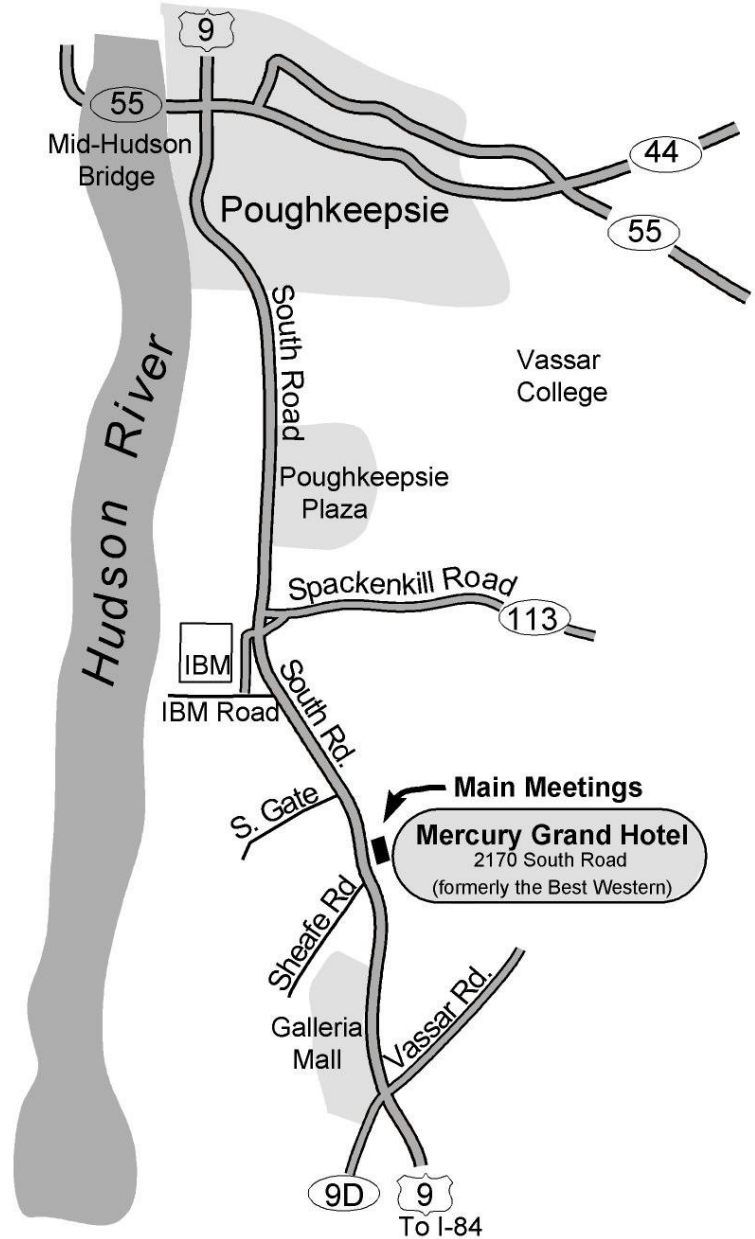 9
55
Mid-Hudson
Bridge
44
Poughkeepsie
55
South Road
Vassar
College
Hudson River
Poughkeepsie
Plaza
Spackenkill Road
113
IBM
IBM Road
South Rd.
S. Gate
Main Meetings
Mercury Grand Hotel
2170 South Road
(formerly the Best Western)
Sheafe Rd.
Galleria
Mall
Vassar Rd.
9D
9
To I-84